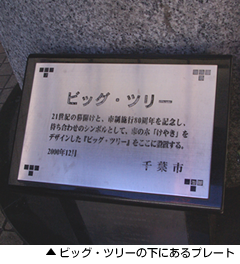 ビッグ・ツリー
21世紀の幕開けと、市制施行80周年を記念し、
待ち合わせのシンボルとして、市の木「けやき」を
デザインした『ビッグ・ツリー』をここに設置する。
2000年12月
千葉市
▲ビッグ・ツリーの下にあるプレート